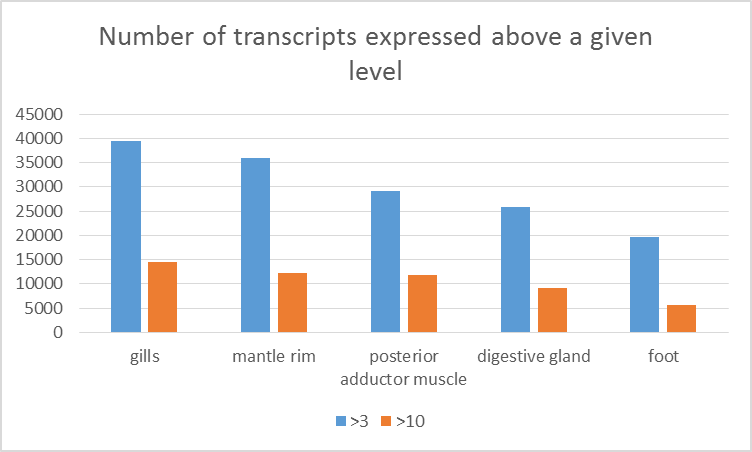 Number of transcripts expressed above a given
level
45000
40000
35000
30000
25000
20000
15000
10000
5000
0
gills mantle rim posterior digestive gland foot
adductor muscle
>3 >10